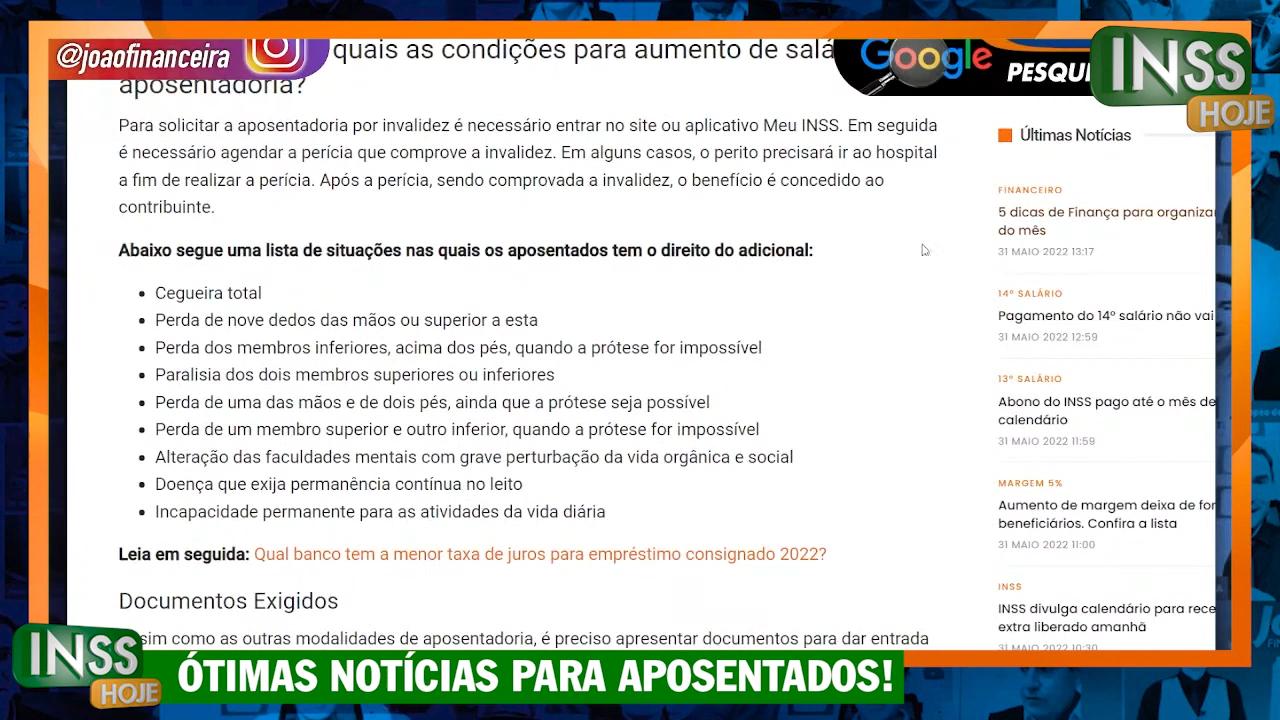 @joaofinanceira
quais as condições para aumento de salá
aposentadoria?
Google
PESQUI
INSS
HOJE
Para solicitar a aposentadoria por invalidez é necessário entrar no site ou aplicativo Meu INSS. Em seguida
é necessário agendar a perícia que comprove a invalidez. Em alguns casos, o perito precisará ir ao hospital
a fim de realizar a perícia. Após a perícia, sendo comprovada a invalidez, o benefício é concedido ao
contribuinte.
Abaixo segue uma lista de situações nas quais os aposentados tem o direito do adicional:
• Cegueira total
• Perda de nove dedos das mãos ou superior a esta
• Perda dos membros inferiores, acima dos pés, quando a prótese for impossível
• Paralisia dos dois membros superiores ou inferiores
• Perda de uma das mãos e de dois pés, ainda que a prótese seja possível
• Perda de um membro superior e outro inferior, quando a prótese for impossível
• Alteração das faculdades mentais com grave perturbação da vida orgânica e social
• Doença que exija permanência contínua no leito
• Incapacidade permanente para as atividades da vida diária
Leia em seguida: Qual banco tem a menor taxa de juros para empréstimo consignado 2022?
Documentos Exigidos
sim como as outras modalidades de aposentadoria, é preciso apresentar documentos para dar entrada
Últimas Notícias
FINANCEIRO
5 dicas de Finança para organizar
do mês
31 MAIO 2022 13:17
14º SALÁRIO
Pagamento do 14º salário não vai
31 MAIO 2022 12:59
13º SALÁRIO
Abono do INSS pago até o mês de
calendário
31 MAIO 2022 11:59
MARGEM 5%
Aumento de margem deixa de for
beneficiários. Confira a lista
31 MAIO 2022 11:00
INSS
INSS divulga calendário para rece
extra liberado amanhã
31 MAIO 2022 10:30
INSS
HOJE
ÓTIMAS NOTÍCIAS PARA APOSENTADOS!